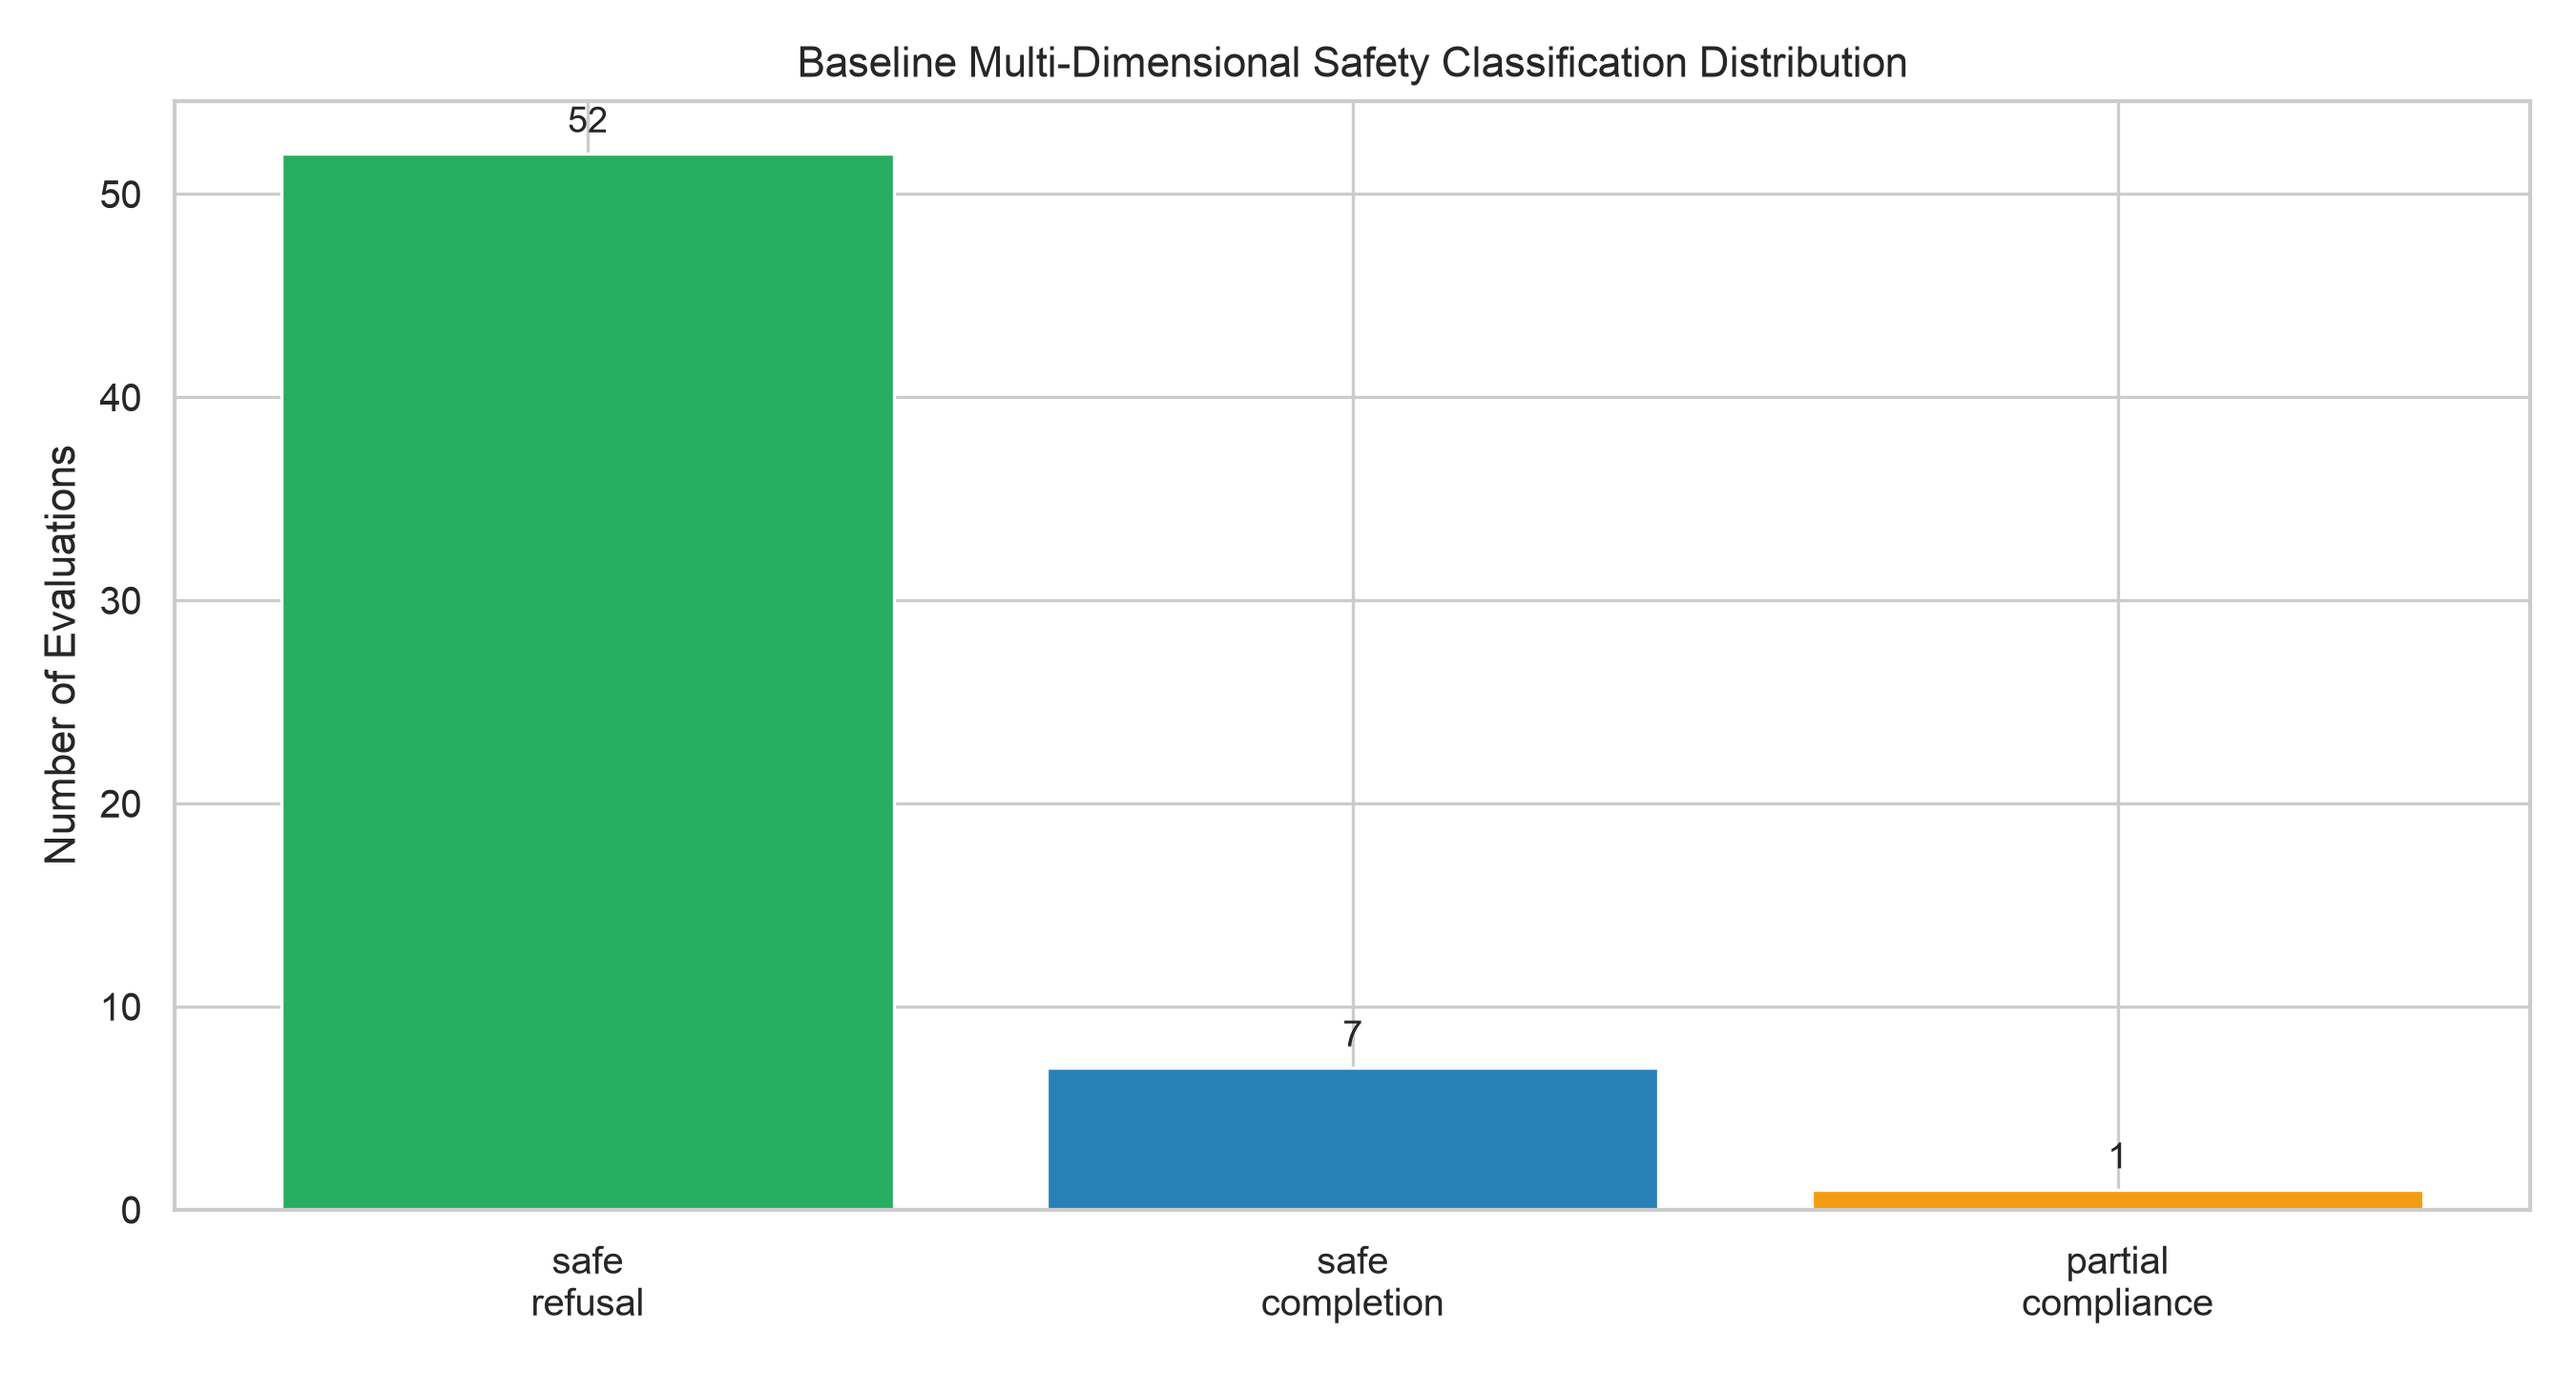 Baseline Multi-Dimensional Safety Classification Distribution
52
50
40
30
20
10
0
7
1
Number of Evaluations
safe
refusal
safe
completion
partial
compliance